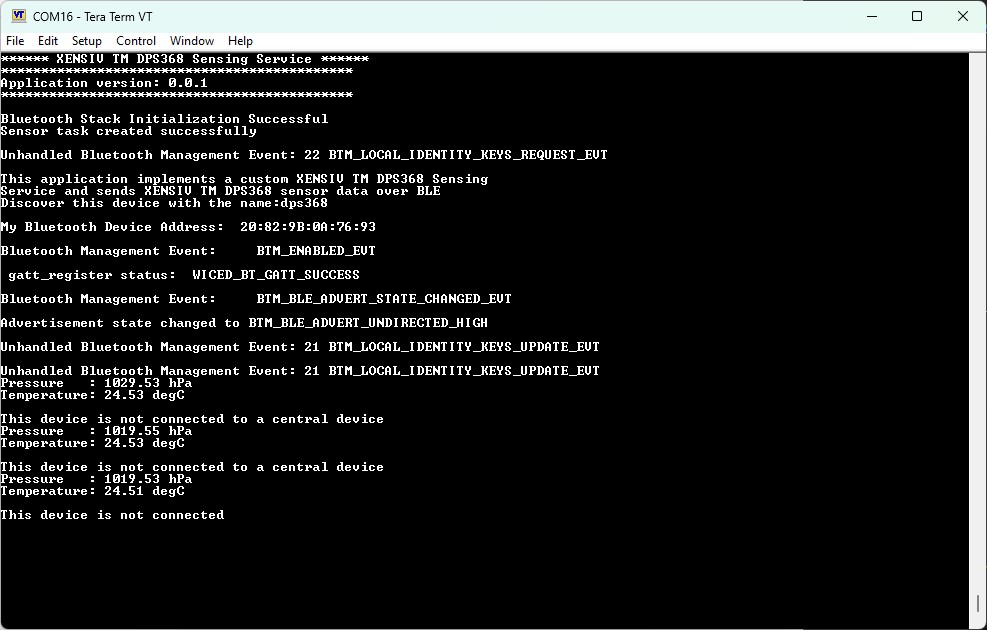 COM16 - Tera Term VT
File Edit Setup Control Window Help
****** XENSIV TM DPS368 Sensing Service ******
********************************************
Application version: 0.0.1
********************************************
Bluetooth Stack Initialization Successful
Sensor task created successfully
Unhandled Bluetooth Management Event: 22 BTM_LOCAL_IDENTITY_KEYS_REQUEST_EVT
This application implements a custom XENSIV TM DPS368 Sensing
Service and sends XENSIV TM DPS368 sensor data over BLE
Discover this device with the name:dps368
My Bluetooth Device Address:  20:82:9B:0A:76:93
Bluetooth Management Event:     BTM_ENABLED_EVT
gatt_register status:  WICED_BT_GATT_SUCCESS
Bluetooth Management Event:     BTM_BLE_ADVERT_STATE_CHANGED_EVT
Advertisement state changed to BTM_BLE_ADVERT_UNDIRECTED_HIGH
Unhandled Bluetooth Management Event: 21 BTM_LOCAL_IDENTITY_KEYS_UPDATE_EVT
Unhandled Bluetooth Management Event: 21 BTM_LOCAL_IDENTITY_KEYS_UPDATE_EVT
Pressure   : 1029.53 hPa
Temperature: 24.53 degC
This device is not connected to a central device
Pressure   : 1019.55 hPa
Temperature: 24.53 degC
This device is not connected to a central device
Pressure   : 1019.53 hPa
Temperature: 24.51 degC
This device is not connected